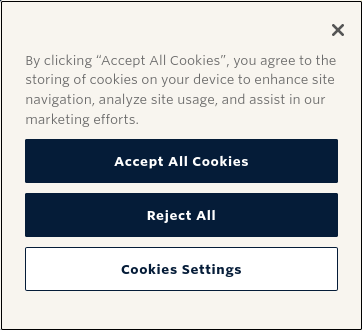 By clicking “Accept All Cookies”, you agree to the
storing of cookies on your device to enhance site
navigation, analyze site usage, and assist in our
marketing efforts.
Accept All Cookies
Reject All
Cookies Settings